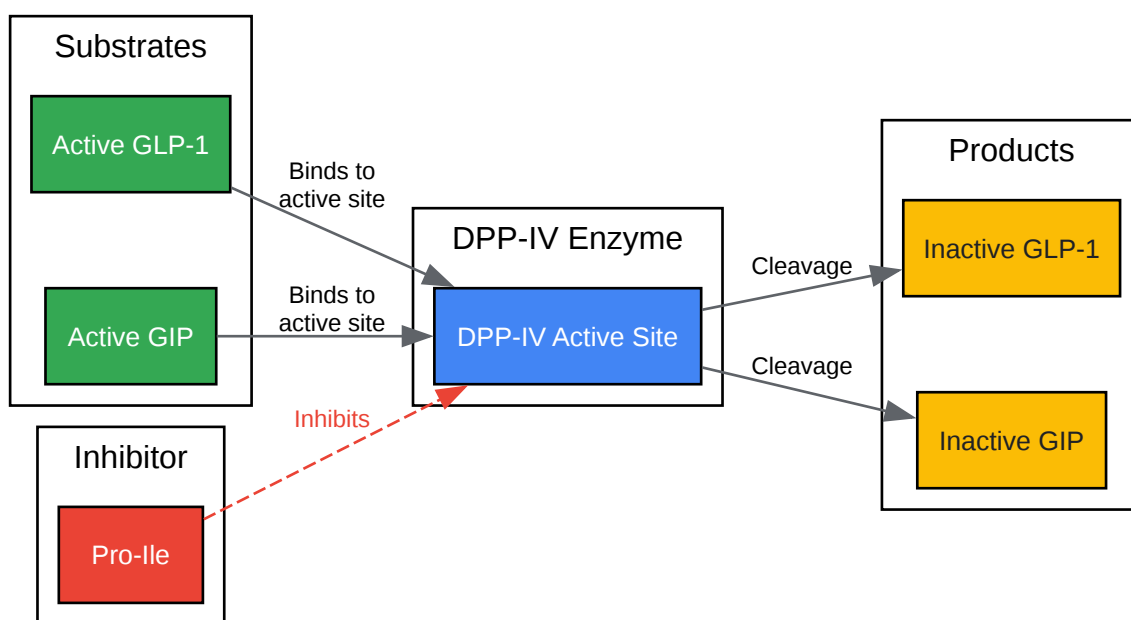 Substrates
Active GLP-1
Active GIP
Inhibitor
Pro-Ile
Binds to
active site
Binds to
active site
Inhibits
DPP-IV Enzyme
DPP-IV Active Site
Cleavage
Cleavage
Products
Inactive GLP-1
Inactive GIP